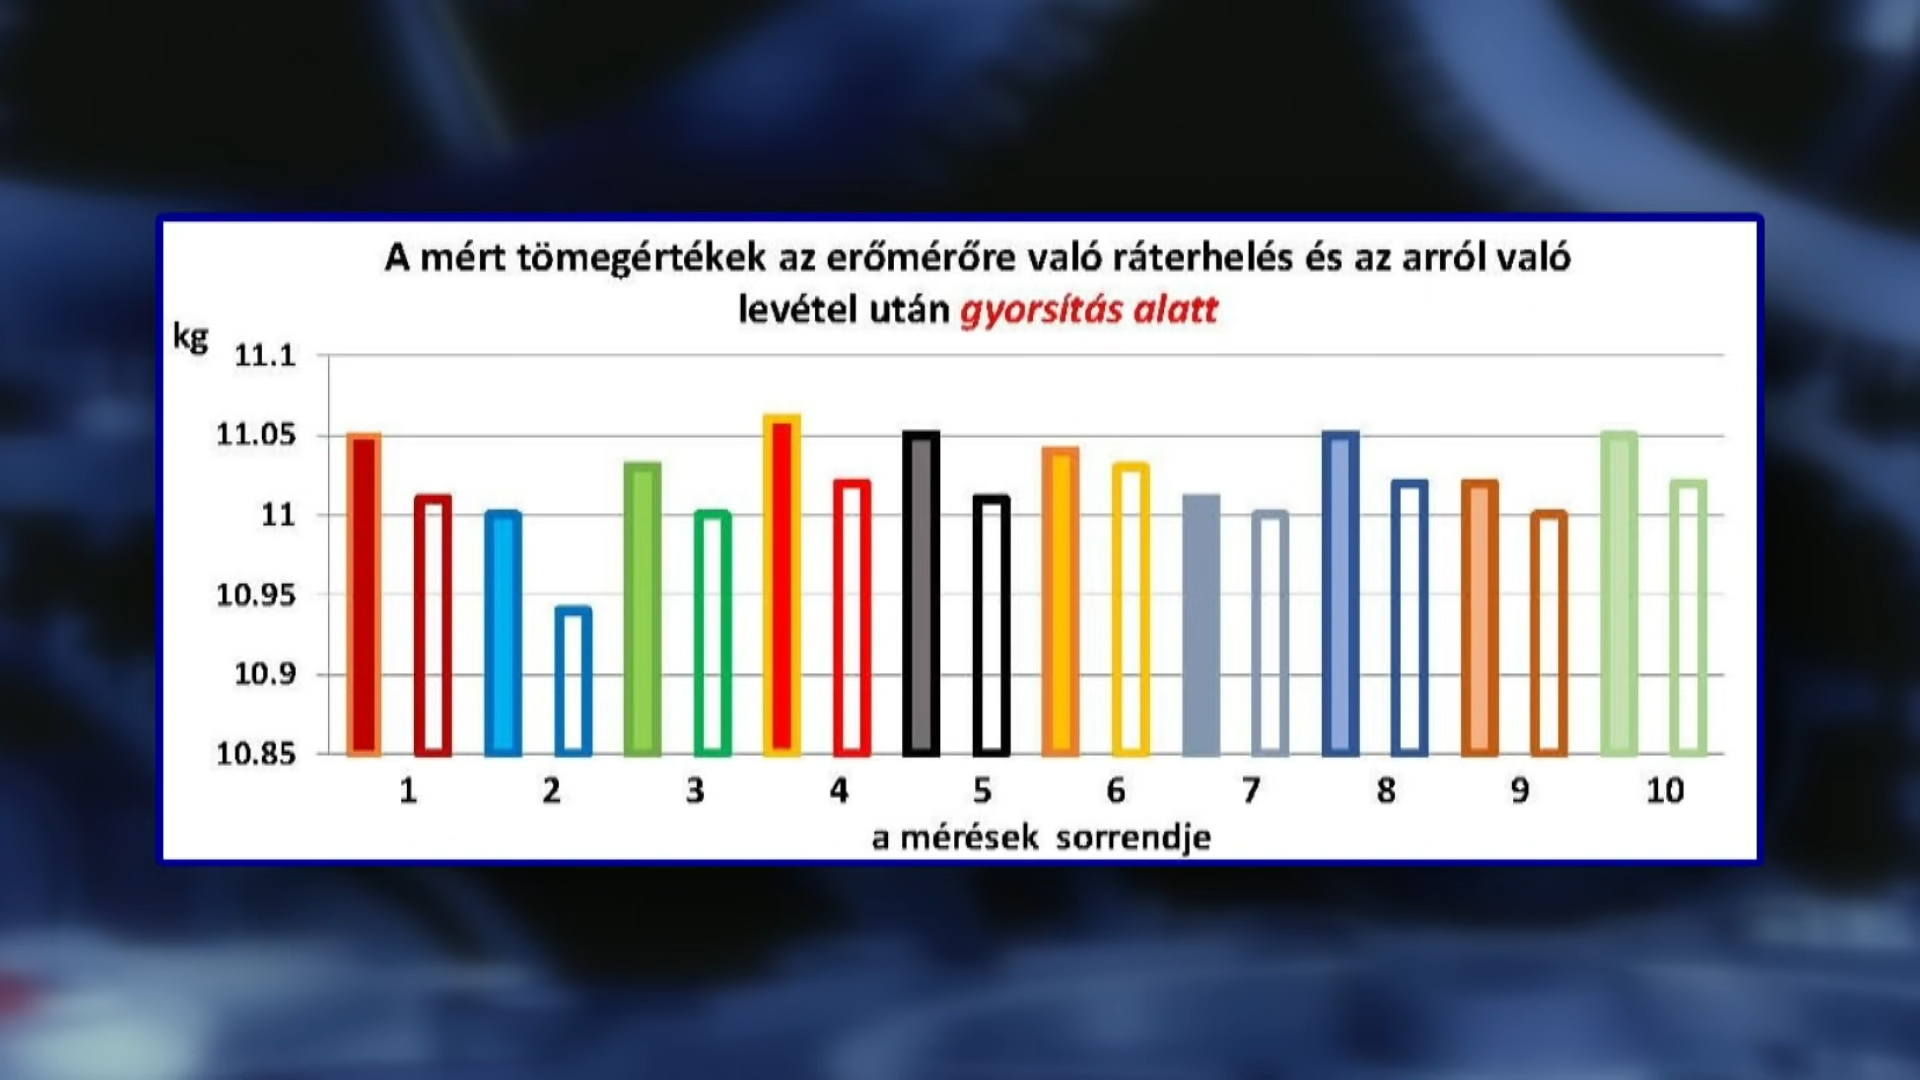 A mért tömegértékek az erőmérőre való ráterhelés és az arról való
levétel után gyorsítás alatt
kg
11.1
11.05
11
10.95
10.9
10.85
1 2 3 4 5 6 7 8 9 10
a mérések sorrendje